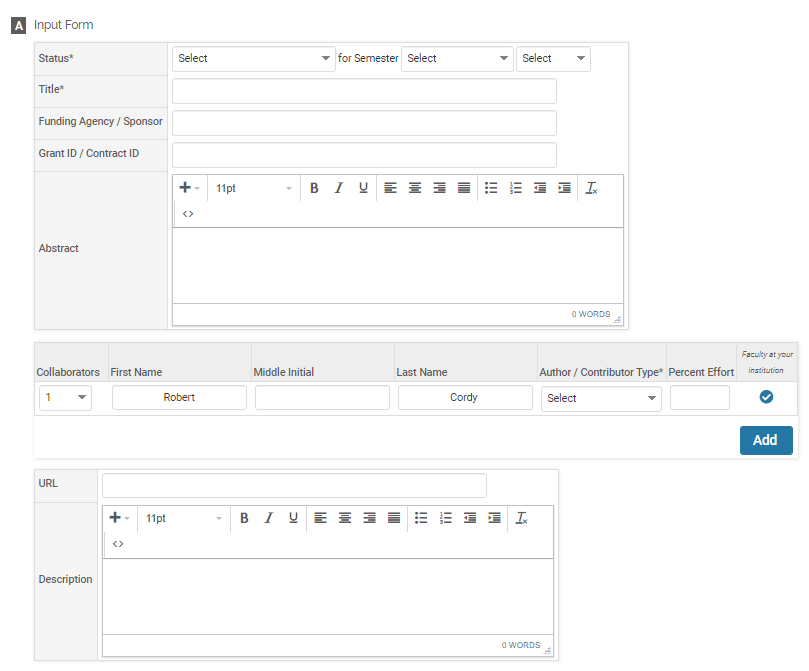 A Input Form
Status* Select for Semester Select Select
Title*
Funding Agency / Sponsor
Grant ID / Contract ID
11pt B I U
<>
Abstract
0 WORDS
Faculty at your
institution
Collaborators First Name Middle Initial Last Name Author / Contributor Type* Percent Effort
1 Robert Cordy Select
Add
URL
11pt B I U
<>
Description
0 WORDS